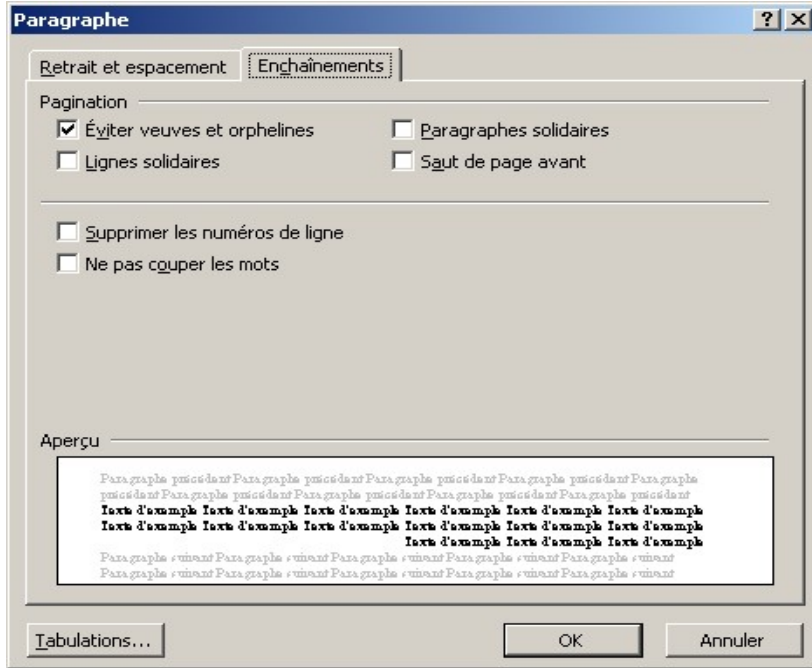 Paragraphe
Retrait et espacement Enchaînements
Pagination
Éviter veuves et orphelines Paragraphes solidaires
Lignes solidaires Saut de page avant
Supprimer les numéros de ligne
Ne pas couper les mots
Aperçu
Paragraphe précédent Paragraphe précédent Paragraphe précédent Paragraphe précédent Paragraphe
précédent Paragraphe précédent Paragraphe précédent Paragraphe précédent Paragraphe précédent
Texte d'exemple Texte d'exemple Texte d'exemple Texte d'exemple Texte d'exemple Texte d'exemple
Texte d'exemple Texte d'exemple Texte d'exemple Texte d'exemple Texte d'exemple Texte d'exemple
Texte d'exemple Texte d'exemple Texte d'exemple
Paragraphe suivant Paragraphe suivant Paragraphe suivant Paragraphe suivant Paragraphe suivant
Paragraphe suivant Paragraphe suivant Paragraphe suivant Paragraphe suivant Paragraphe suivant
Tabulations... OK Annuler